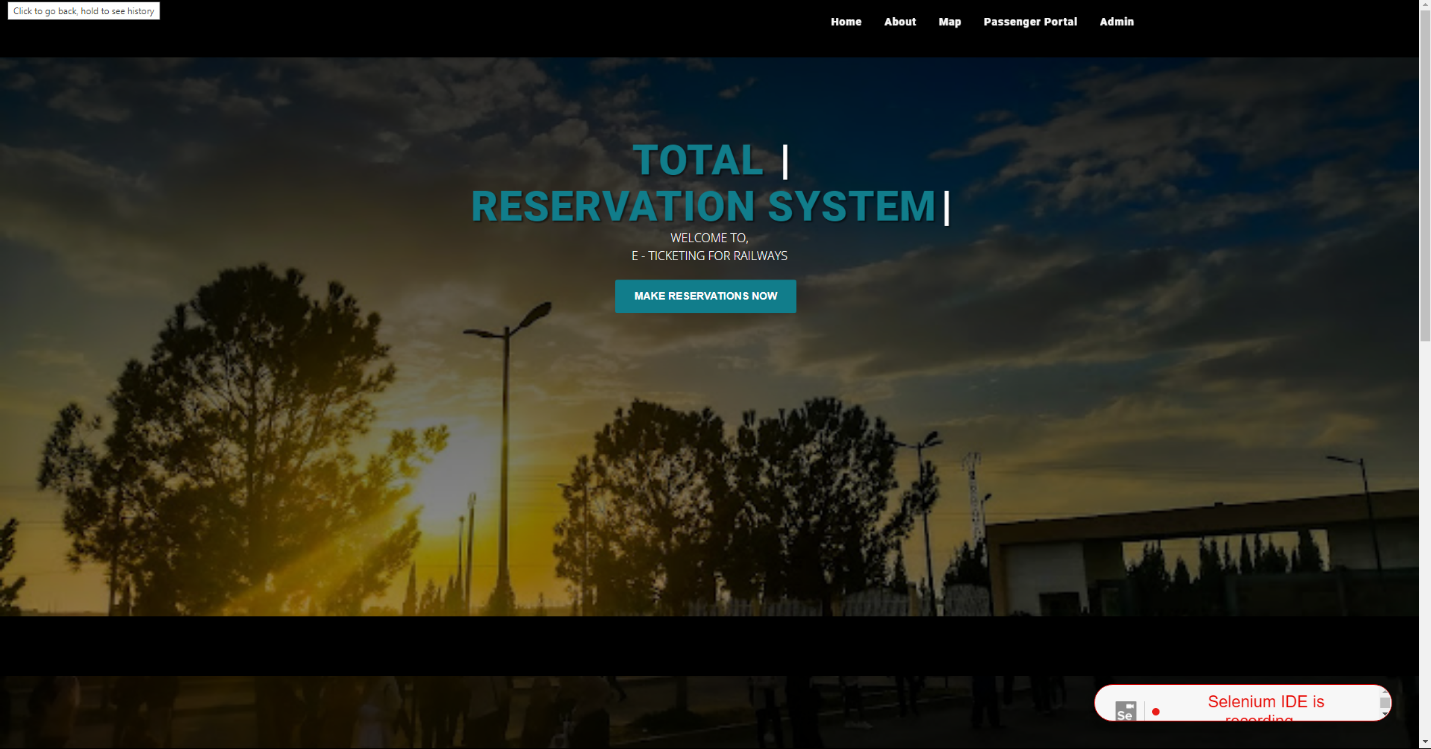 Click to go back, hold to see history
Home About Map Passenger Portal Admin
TOTAL |
RESERVATION SYSTEM|
WELCOME TO,
E - TICKETING FOR RAILWAYS
MAKE RESERVATIONS NOW
Se
Selenium IDE is
recording